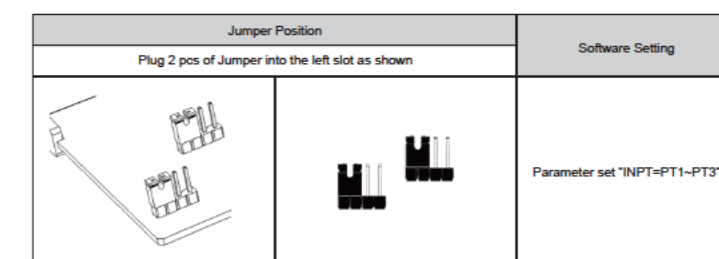 Jumper Position
Software Setting
Plug 2 pcs of Jumper into the left slot as shown
Parameter set "INPT=PT1~PT3"